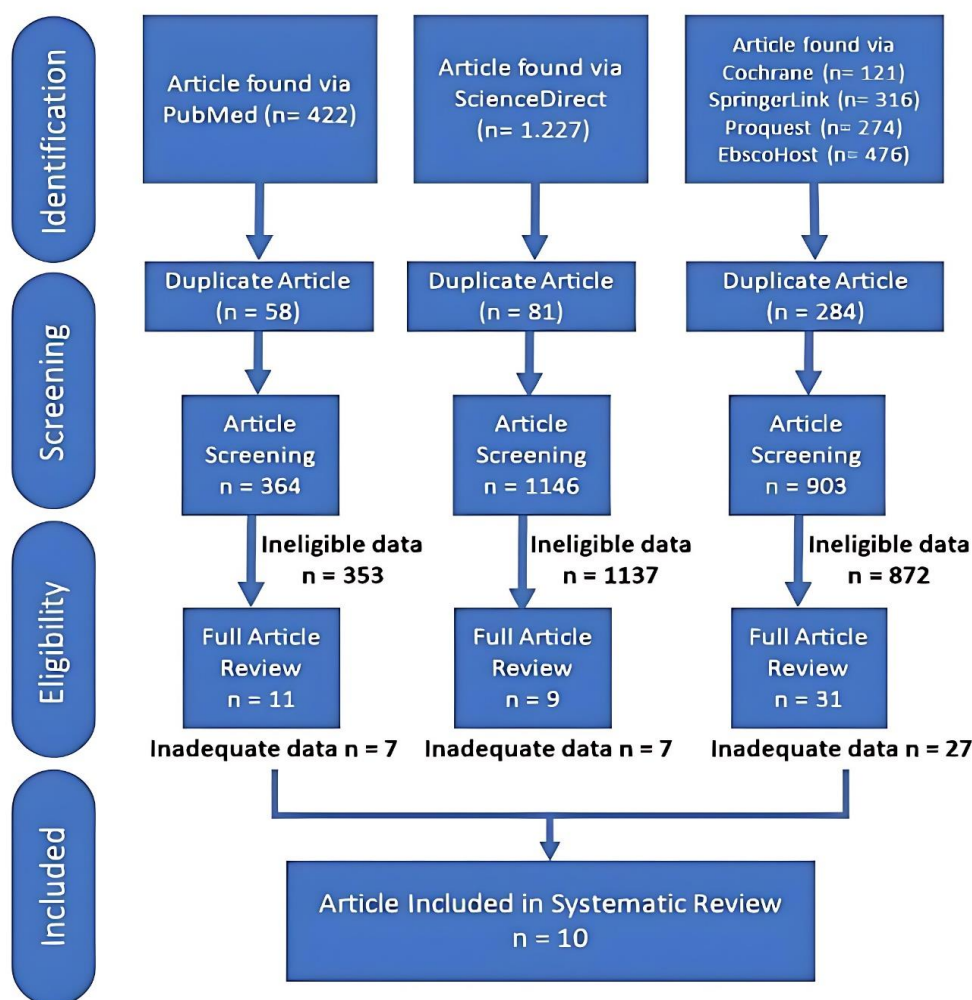 Identification
Article found via
PubMed (n= 422)
Article found via
ScienceDirect
(n= 1.227)
Article found via
Cochrane (n= 121)
SpringerLink (n= 316)
Proquest (n= 274)
EbscoHost (n= 476)
Screening
Duplicate Article
(n = 58)
Duplicate Article
(n = 81)
Duplicate Article
(n = 284)
Article
Screening
n = 364
Article
Screening
n = 1146
Article
Screening
n = 903
Ineligible data
n = 353
Ineligible data
n = 1137
Ineligible data
n = 872
Eligibility
Full Article
Review
n = 11
Full Article
Review
n = 9
Full Article
Review
n = 31
Inadequate data n = 7
Inadequate data n = 7
Inadequate data n = 27
Included
Article Included in Systematic Review
n = 10